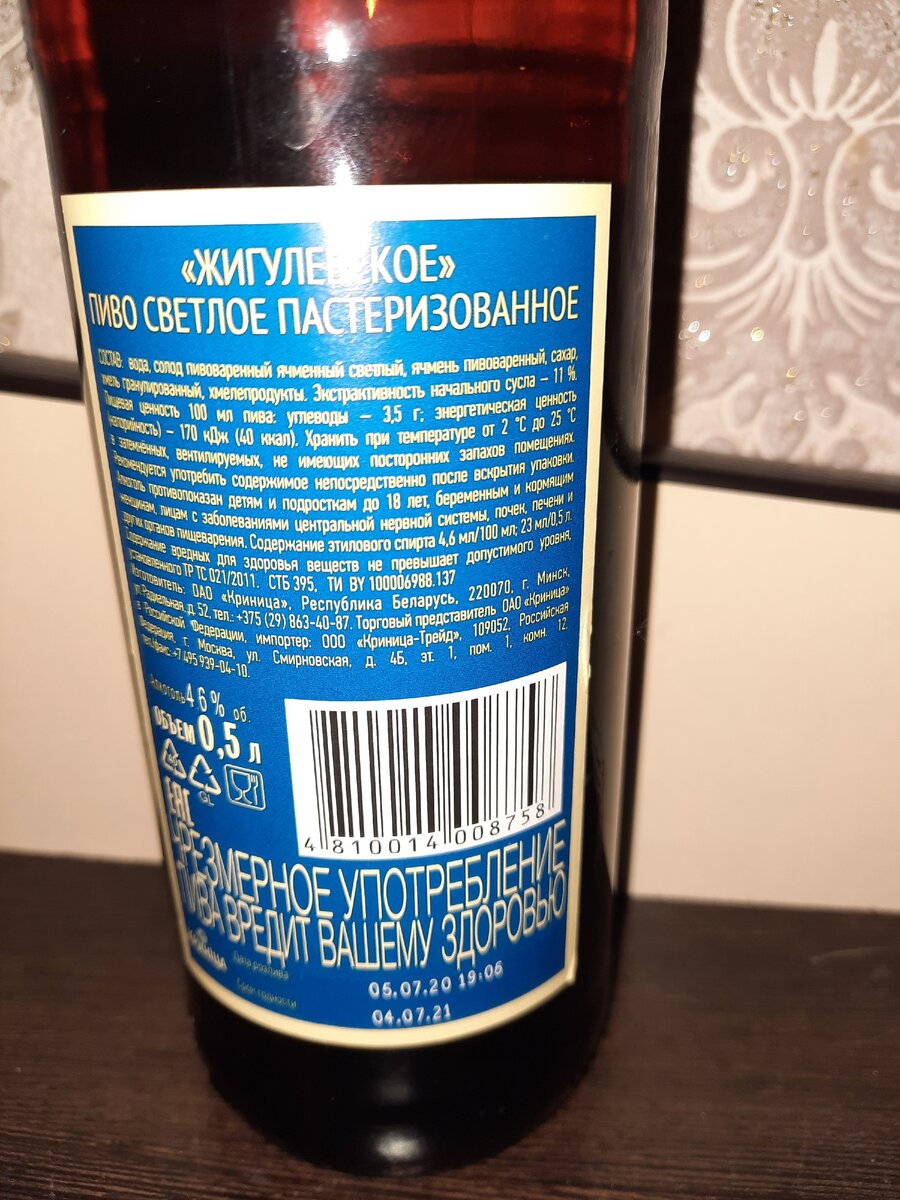 «ЖИГУЛЕВСКОЕ»
ПИВО СВЕТЛОЕ ПАСТЕРИЗОВАННОЕ
СОСТАВ: вода, солод пивоваренный ячменный светлый, ячмень пивоваренный, сахар,
хмель гранулированный, хмелепродукты. Экстрактивность начального сусла – 11 %.
Пищевая ценность 100 мл пива: углеводы – 3,5 г; энергетическая ценность
(калорийность) – 170 кДж (40 ккал). Хранить при температуре от 2 °С до 25 °С
в затемнённых, вентилируемых, не имеющих посторонних запахов помещениях.
Рекомендуется употребить содержимое непосредственно после вскрытия упаковки.
Алкоголь противопоказан детям и подросткам до 18 лет, беременным и кормящим
женщинам, лицам с заболеваниями центральной нервной системы, почек, печени и
других органов пищеварения. Содержание этилового спирта 4,6 мл/100 мл; 23 мл/0,5 л.
Содержание вредных для здоровья веществ не превышает допустимого уровня,
установленного ТР ТС 021/2011. СТБ 395, ТИ BY 100006988.137
Изготовитель: ОАО «Криница», Республика Беларусь, 220070, г. Минск,
ул.Радиальная, д. 52, тел.: +375 (29) 863-40-87. Торговый представитель ОАО «Криница»
в Российской Федерации, импортер: ООО «Криница-Трейд», 109052, Российская
Федерация, г. Москва, ул. Смирновская, д. 4Б, эт. 1, пом. 1, комн. 12,
тел./факс: +7 495 939-04-10.
Алкоголь 4,6% об.
ОБЪЕМ 0,5 л
GL
EAC
4 810014 008758
ЧРЕЗМЕРНОЕ УПОТРЕБЛЕНИЕ
ПИВА ВРЕДИТ ВАШЕМУ ЗДОРОВЬЮ
Дата розлива
05.07.20 19:06
Срок годности
04.07.21